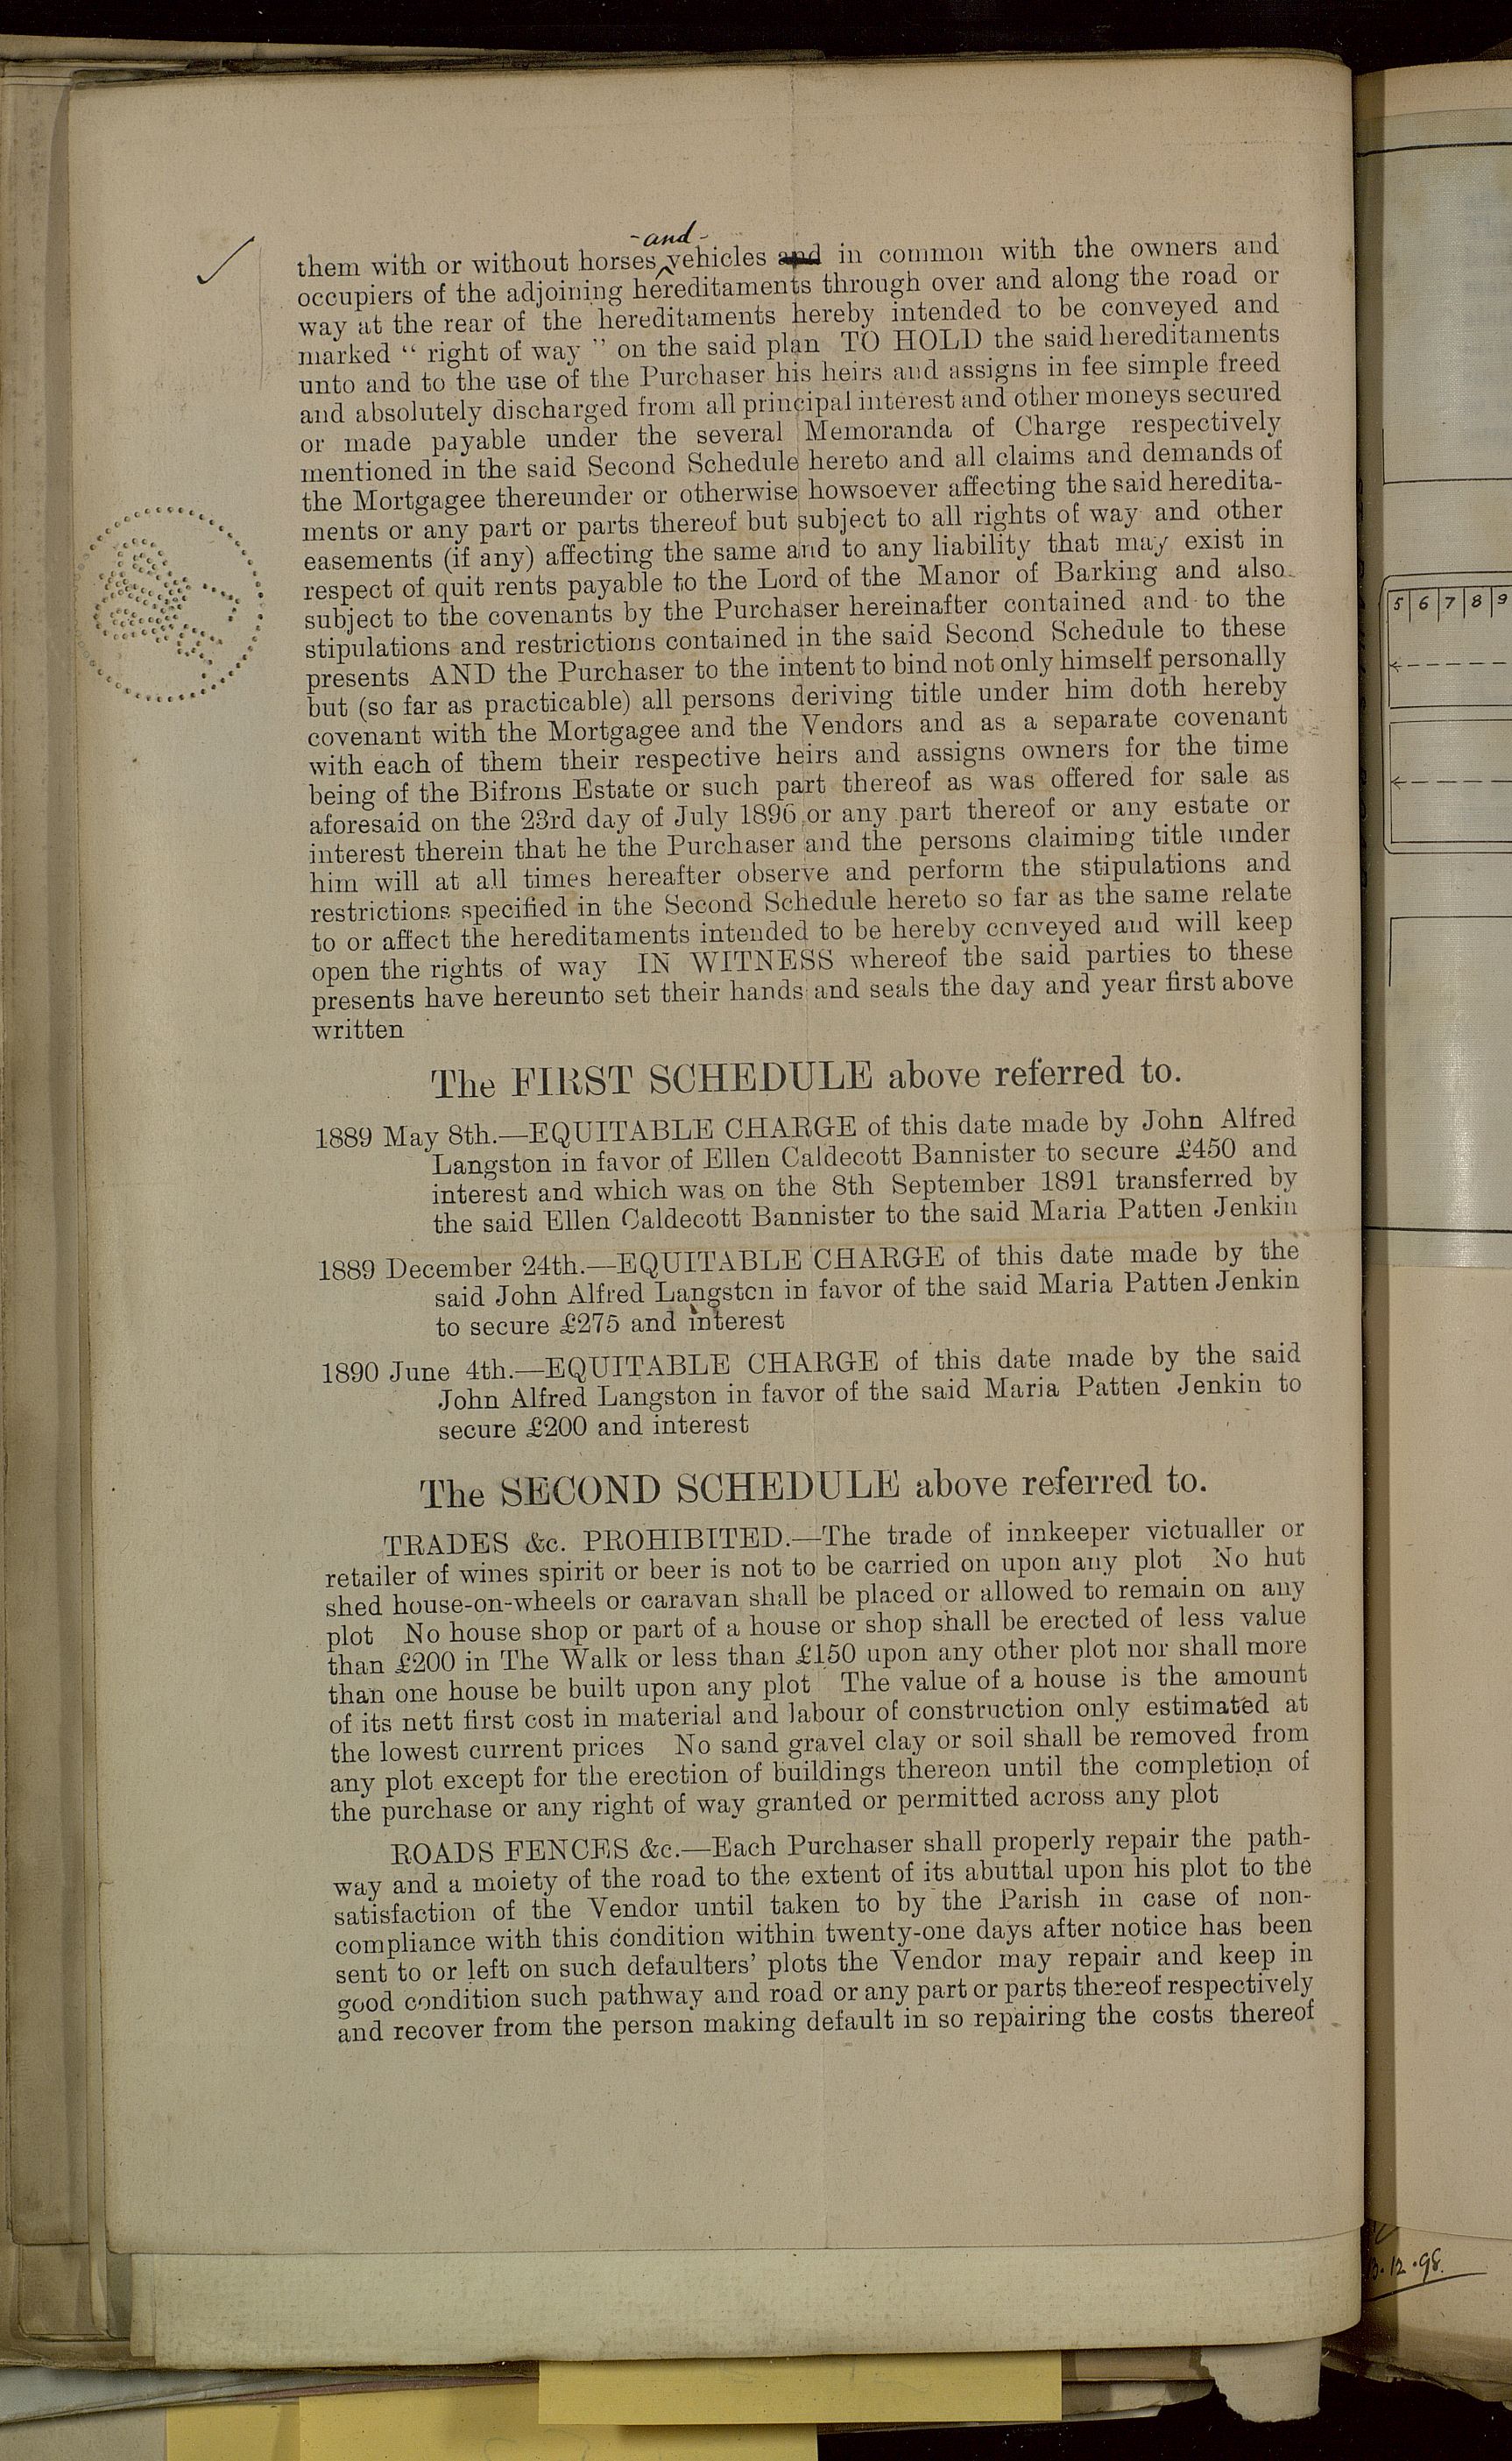 -and-
them with or without horses vehicles and in common with the owners and
occupiers of the adjoining hereditaments through over and along the road or
way at the rear of the hereditaments hereby intended to be conveyed and
marked “ right of way ” on the said plan TO HOLD the said hereditaments
unto and to the use of the Purchaser his heirs and assigns in fee simple freed
and absolutely discharged from all principal interest and other moneys secured
or made payable under the several Memoranda of Charge respectively
mentioned in the said Second Schedule hereto and all claims and demands of
the Mortgagee thereunder or otherwise howsoever affecting the said heredita-
ments or any part or parts thereof but subject to all rights of way and other
easements (if any) affecting the same and to any liability that may exist in
respect of quit rents payable to the Lord of the Manor of Barking and also
subject to the covenants by the Purchaser hereinafter contained and to the
stipulations and restrictions contained in the said Second Schedule to these
presents AND the Purchaser to the intent to bind not only himself personally
but (so far as practicable) all persons deriving title under him doth hereby
covenant with the Mortgagee and the Vendors and as a separate covenant
with each of them their respective heirs and assigns owners for the time
being of the Bifrons Estate or such part thereof as was offered for sale as
aforesaid on the 23rd day of July 1896 or any part thereof or any estate or
interest therein that he the Purchaser and the persons claiming title under
him will at all times hereafter observe and perform the stipulations and
restrictions specified in the Second Schedule hereto so far as the same relate
to or affect the hereditaments intended to be hereby conveyed and will keep
open the rights of way IN WITNESS whereof the said parties to these
presents have hereunto set their hands and seals the day and year first above
written
The FIRST SCHEDULE above referred to.
1889 May 8th.—EQUITABLE CHARGE of this date made by John Alfred
Langston in favor of Ellen Caldecott Bannister to secure £450 and
interest and which was on the 8th September 1891 transferred by
the said Ellen Caldecott Bannister to the said Maria Patten Jenkin
1889 December 24th.—EQUITABLE CHARGE of this date made by the
said John Alfred Langston in favor of the said Maria Patten Jenkin
to secure £275 and interest
1890 June 4th.—EQUITABLE CHARGE of this date made by the said
John Alfred Langston in favor of the said Maria Patten Jenkin to
secure £200 and interest
The SECOND SCHEDULE above referred to.
TRADES &c. PROHIBITED.—The trade of innkeeper victualler or
retailer of wines spirit or beer is not to be carried on upon any plot No hut
shed house-on-wheels or caravan shall be placed or allowed to remain on any
plot No house shop or part of a house or shop shall be erected of less value
than £200 in The Walk or less than £150 upon any other plot nor shall more
than one house be built upon any plot The value of a house is the amount
of its nett first cost in material and labour of construction only estimated at
the lowest current prices No sand gravel clay or soil shall be removed from
any plot except for the erection of buildings thereon until the completion of
the purchase or any right of way granted or permitted across any plot
ROADS FENCES &c.—Each Purchaser shall properly repair the path-
way and a moiety of the road to the extent of its abuttal upon his plot to the
satisfaction of the Vendor until taken to by the Parish in case of non-
compliance with this condition within twenty-one days after notice has been
sent to or left on such defaulters’ plots the Vendor may repair and keep in
good condition such pathway and road or any part or parts thereof respectively
and recover from the person making default in so repairing the costs thereof
5 6 7 8 9
.12.98.